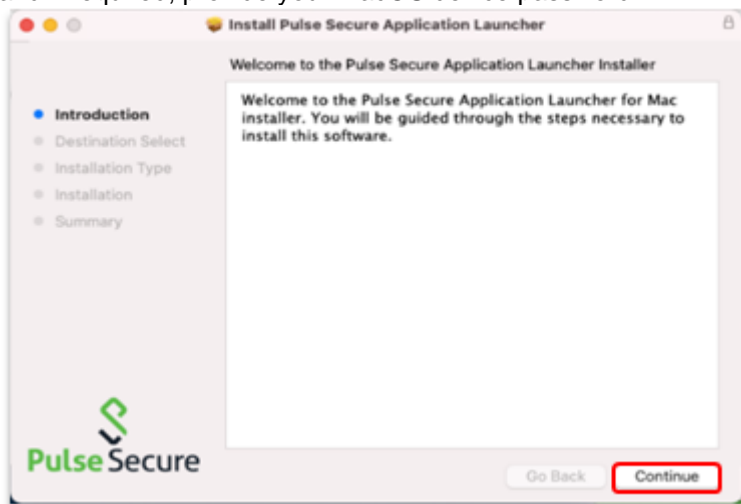 Install Pulse Secure Application Launcher
Welcome to the Pulse Secure Application Launcher Installer
Introduction
Destination Select
Installation Type
Installation
Summary
Welcome to the Pulse Secure Application Launcher for Mac
installer. You will be guided through the steps necessary to
install this software.
Pulse Secure
Go Back
Continue